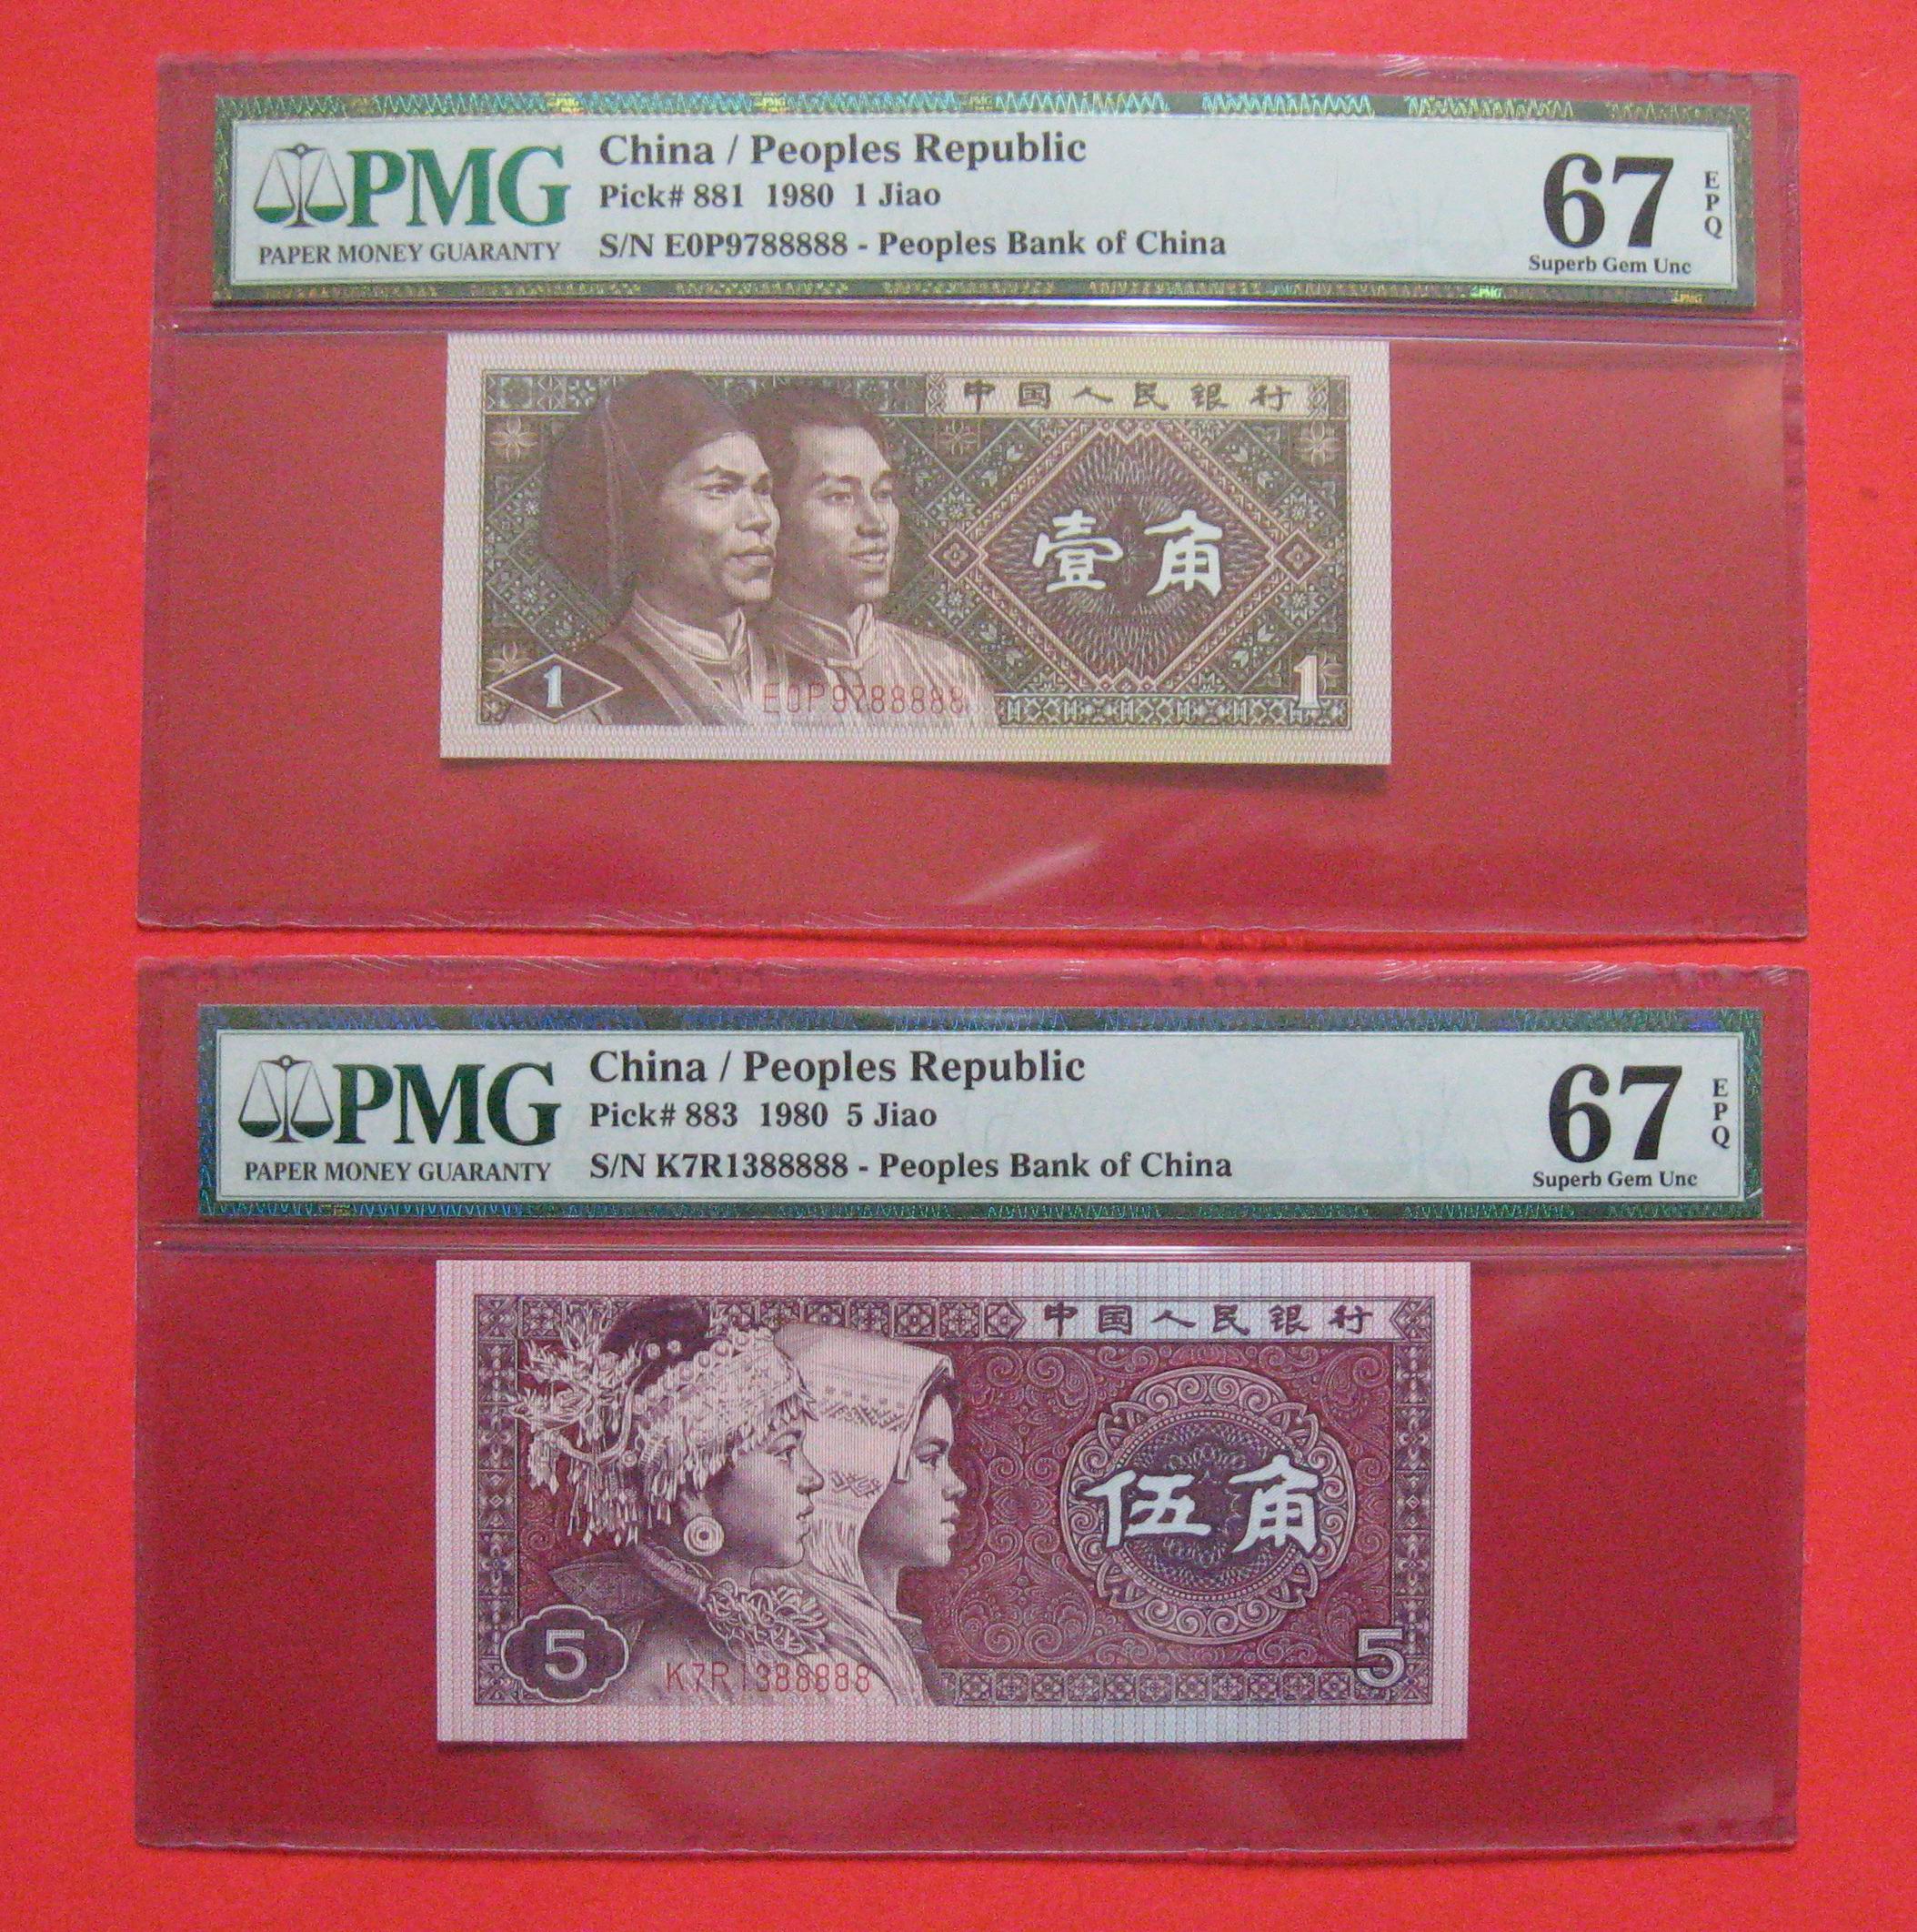 PMG
PAPER MONEY GUARANTY
China / Peoples Republic
Pick# 881 1980 1 Jiao
S/N E0P9788888 - Peoples Bank of China
67
EPQ
Superb Gem Unc
中国人民银行
壹角
1
E0P9788888
1
PMG
PAPER MONEY GUARANTY
China / Peoples Republic
Pick# 883 1980 5 Jiao
S/N K7R1388888 - Peoples Bank of China
67
EPQ
Superb Gem Unc
中国人民银行
伍角
5
K7R1388888
5